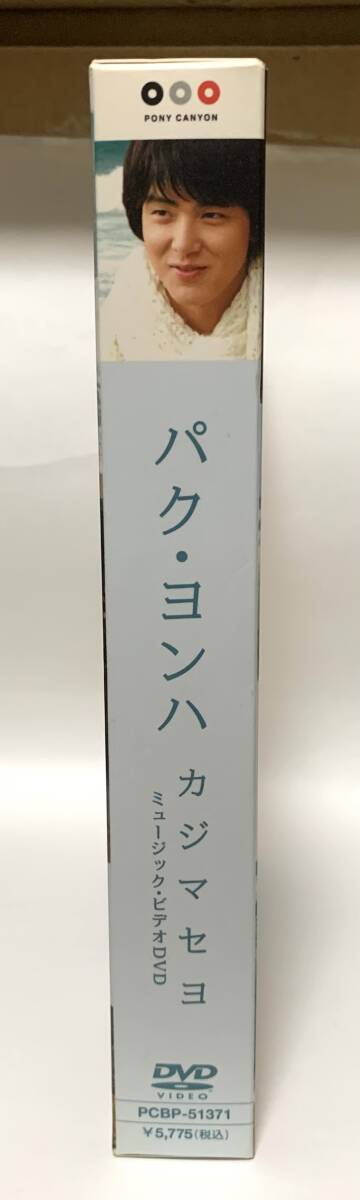 PONY CANYON
パク・ヨンハ
カジマセヨ
ミュージック・ビデオDVD
DVD
VIDEO
PCBP-51371
￥5,775(税込)